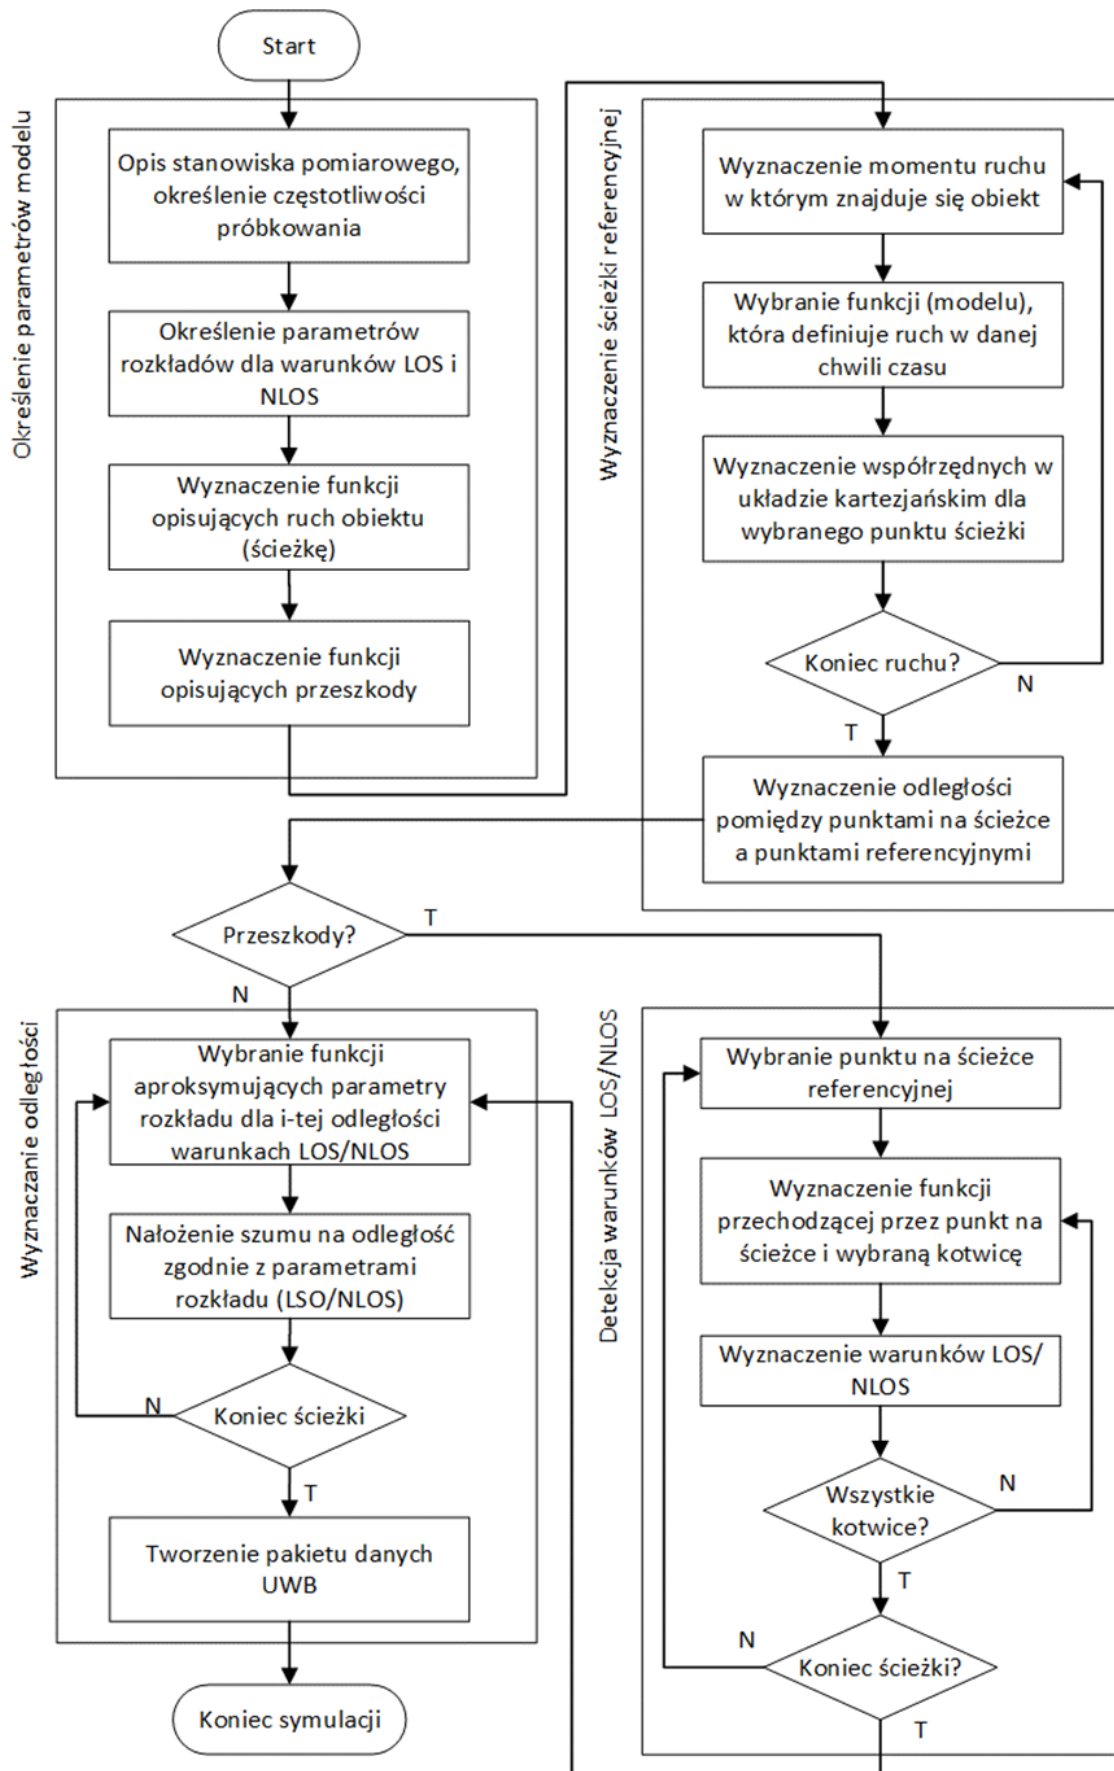 Start
Określenie parametrów modelu
Opis stanowiska pomiarowego,
określenie częstotliwości
próbkowania
Określenie parametrów
rozkładów dla warunków LOS i
NLOS
Wyznaczenie funkcji
opisujących ruch obiektu
(ścieżkę)
Wyznaczenie funkcji
opisujących przeszkody
Wyznaczenie ścieżki referencyjnej
Wyznaczenie momentu ruchu
w którym znajduje się obiekt
Wybranie funkcji (modelu),
która definiuje ruch w danej
chwili czasu
Wyznaczenie współrzędnych w
układzie kartezjańskim dla
wybranego punktu ścieżki
Koniec ruchu?
N
T
Wyznaczenie odległości
pomiędzy punktami na ścieżce
a punktami referencyjnymi
Przeszkody?
T
N
Wyznaczanie odległości
Wybranie funkcji
aproksymujących parametry
rozkładu dla i-tej odległości
warunkach LOS/NLOS
Nałożenie szumu na odległość
zgodnie z parametrami
rozkładu (LSO/NLOS)
Koniec ścieżki
N
T
Tworzenie pakietu danych
UWB
Koniec symulacji
Detekcja warunków LOS/NLOS
Wybranie punktu na ścieżce
referencyjnej
Wyznaczenie funkcji
przechodzącej przez punkt na
ścieżce i wybraną kotwicę
Wyznaczenie warunków LOS/
NLOS
Wszystkie
kotwice?
N
T
Koniec ścieżki?
N
T